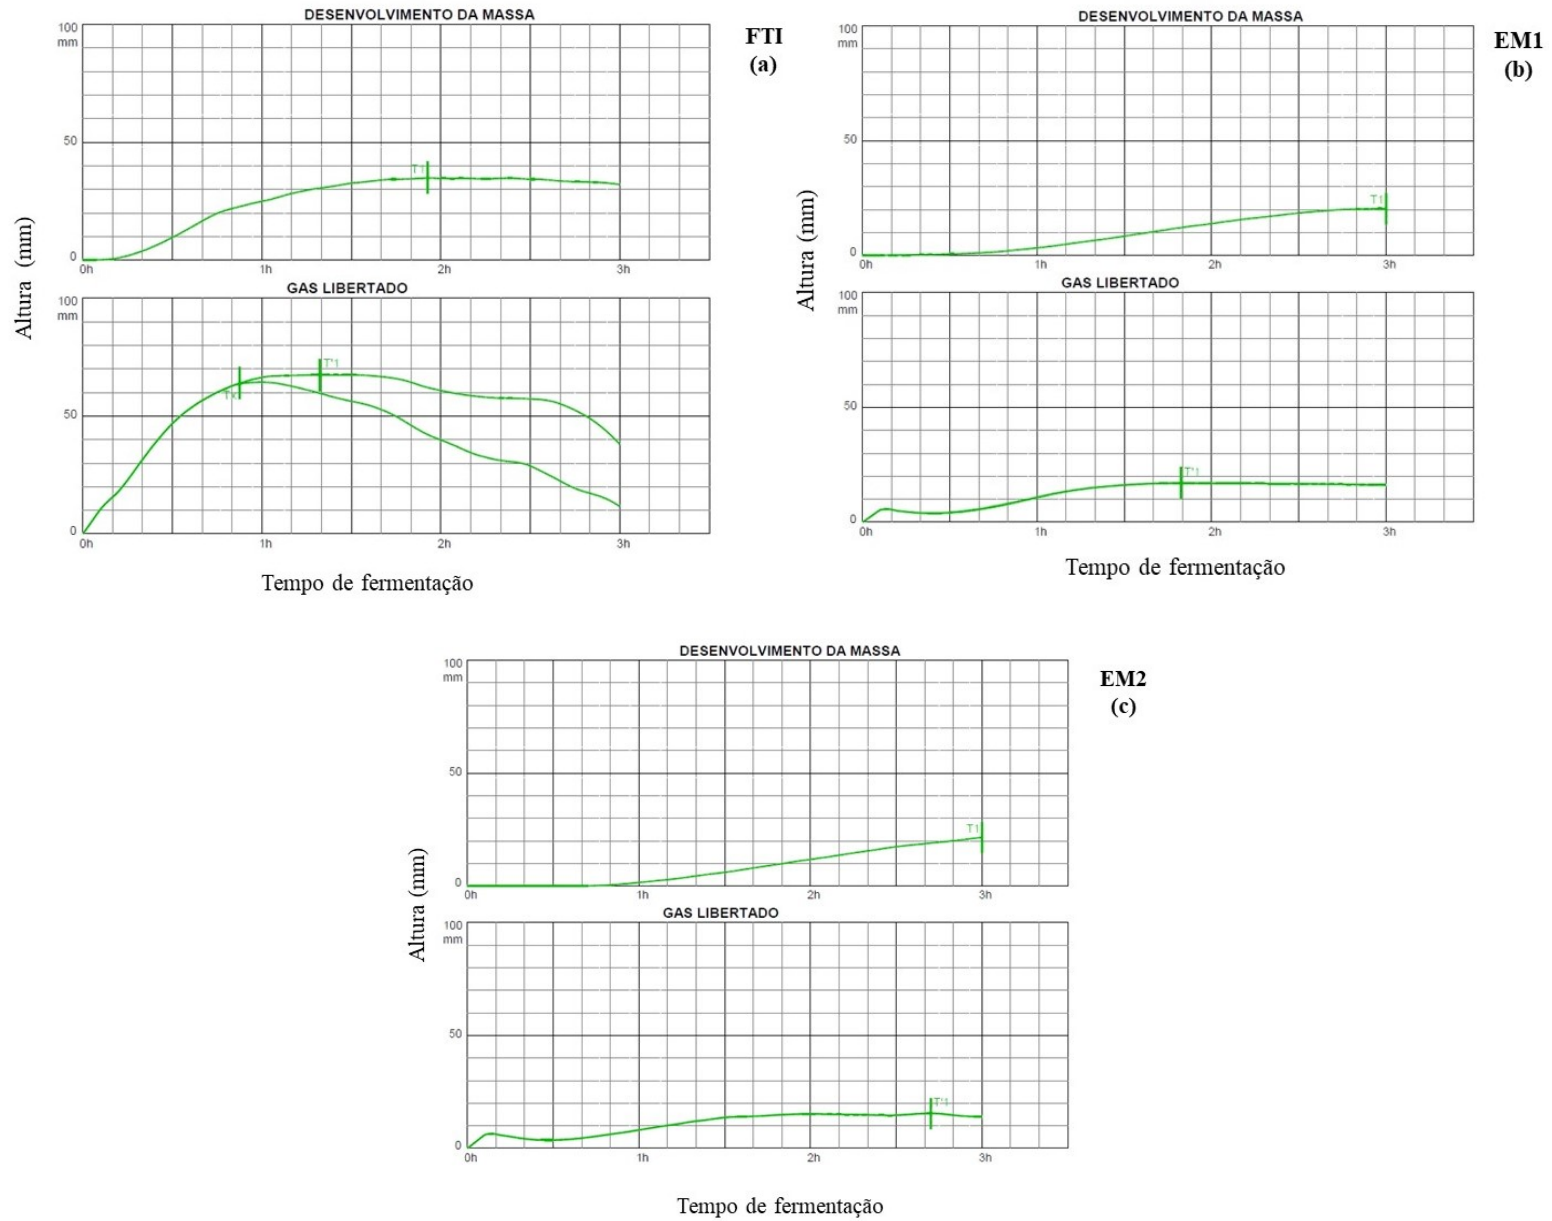 DESENVOLVIMENTO DA MASSA
100
mm
50
0
T1
0h 1h 2h 3h
FTI
(a)
Altura (mm)
GAS LIBERTADO
100
mm
50
0
Tx
T'1
0h 1h 2h 3h
Tempo de fermentação
DESENVOLVIMENTO DA MASSA
100
mm
50
0
T1
0h 1h 2h 3h
EM1
(b)
Altura (mm)
GAS LIBERTADO
100
mm
50
0
T'1
0h 1h 2h 3h
Tempo de fermentação
DESENVOLVIMENTO DA MASSA
100
mm
50
0
T1
0h 1h 2h 3h
EM2
(c)
Altura (mm)
GAS LIBERTADO
100
mm
50
0
T'1
0h 1h 2h 3h
Tempo de fermentação